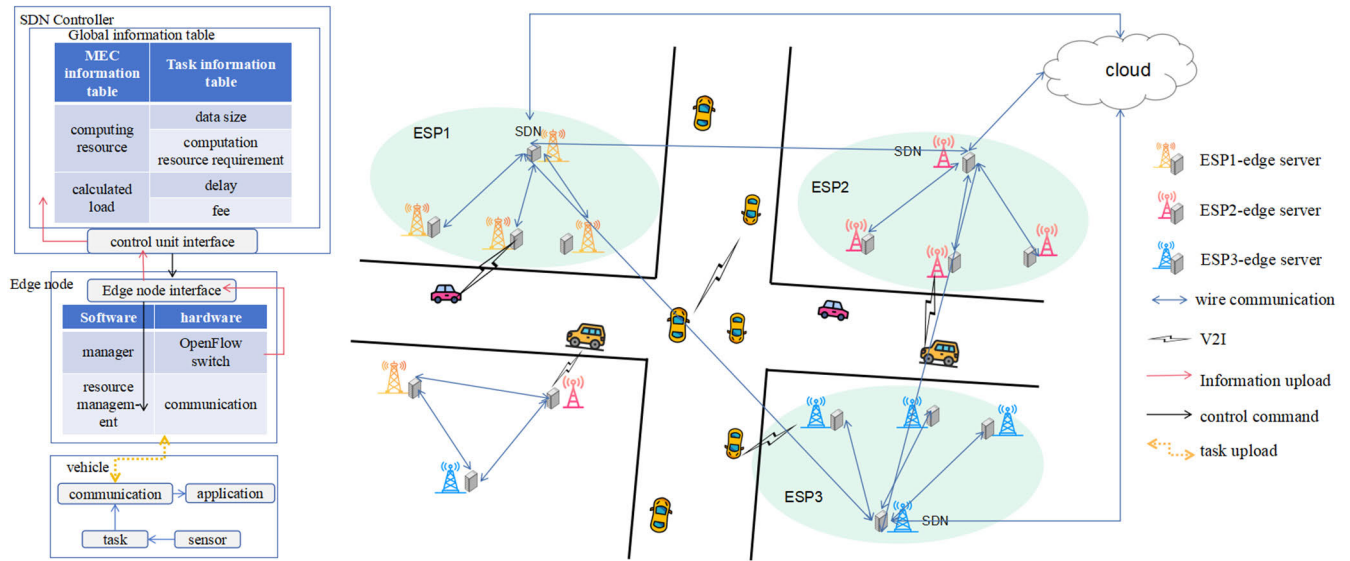 SDN Controller
Global information table
MEC
information
table
Task information
table
computing
resource
data size
computation
resource requirement
calculated
load
delay
fee
control unit interface
Edge node
Edge node interface
Software
hardware
manager
OpenFlow
switch
resource
managem-
ent
communication
vehicle
communication
application
task
sensor
ESP1
SDN
cloud
SDN
ESP2
ESP3
SDN
ESP1-edge server
ESP2-edge server
ESP3-edge server
wire communication
V2I
Information upload
control command
task upload